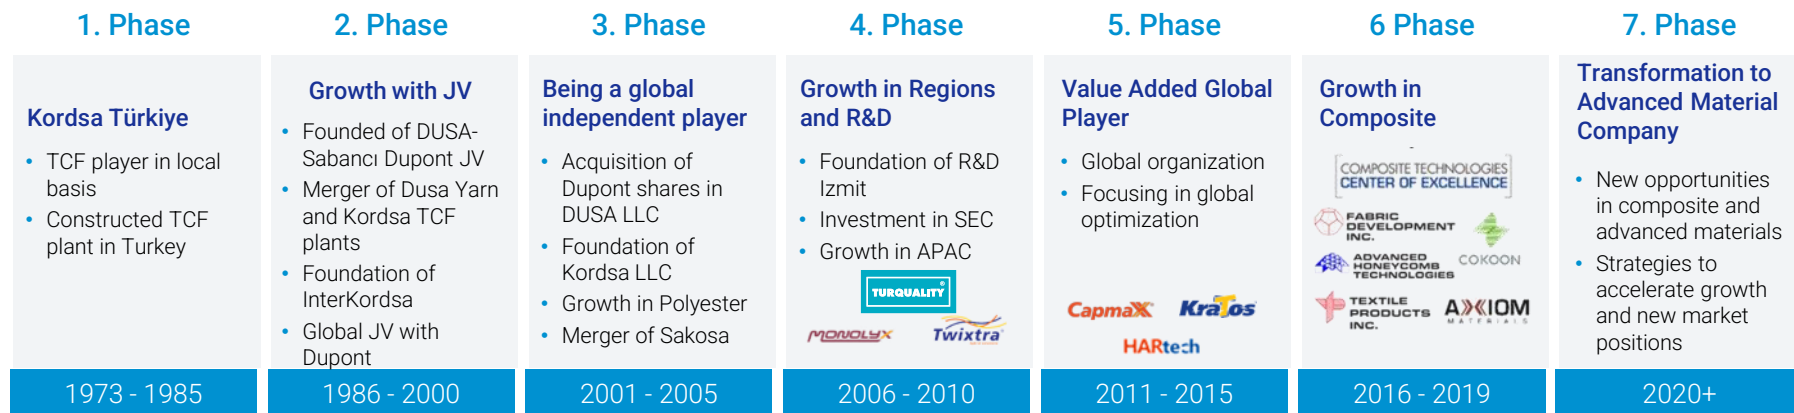 1. Phase
Kordsa Türkiye
• TCF player in local
basis
• Constructed TCF
plant in Turkey
1973 - 1985
2. Phase
Growth with JV
• Founded of DUSA-
Sabancı Dupont JV
• Merger of Dusa Yarn
and Kordsa TCF
plants
• Foundation of
InterKordsa
• Global JV with
Dupont
1986 - 2000
3. Phase
Being a global
independent player
• Acquisition of
Dupont shares in
DUSA LLC
• Foundation of
Kordsa LLC
• Growth in Polyester
• Merger of Sakosa
2001 - 2005
4. Phase
Growth in Regions
and R&D
• Foundation of R&D
Izmit
• Investment in SEC
• Growth in APAC
TURQUALITY®
MONOLYX
Twixtra
2006 - 2010
5. Phase
Value Added Global
Player
• Global organization
• Focusing in global
optimization
CapmaXX
KraTos
HARtech
2011 - 2015
6 Phase
Growth in
Composite
COMPOSITE TECHNOLOGIES
CENTER OF EXCELLENCE
FABRIC
DEVELOPMENT
INC.
ADVANCED
HONEYCOMB
TECHNOLOGIES
COKOON
TEXTILE
PRODUCTS
INC.
AXIOM
MATERIALS
2016 - 2019
7. Phase
Transformation to
Advanced Material
Company
• New opportunities
in composite and
advanced materials
• Strategies to
accelerate growth
and new market
positions
2020+